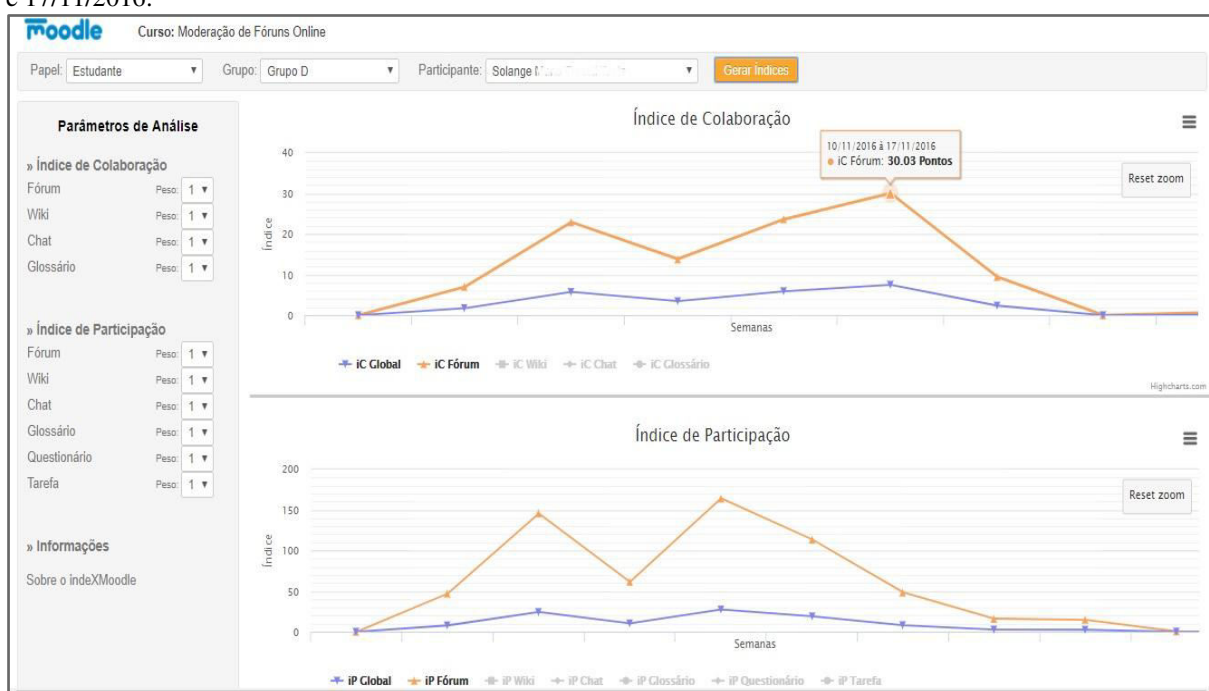 e 17/11/2016.
moodle Curso: Moderação de Fóruns Online
Papel: Estudante Grupo: Grupo D Participante: Solange Gerar Índices
Parâmetros de Análise
» Índice de Colaboração
Fórum Peso: 1
Wiki Peso: 1
Chat Peso: 1
Glossário Peso: 1
» Índice de Participação
Fórum Peso: 1
Wiki Peso: 1
Chat Peso: 1
Glossário Peso: 1
Questionário Peso: 1
Tarefa Peso: 1
» Informações
Sobre o indeXMoodle
Índice de Colaboração
10/11/2016 à 17/11/2016
iC Fórum: 30.03 Pontos
Reset zoom
40
30
20
10
0
Índice
Semanas
iC Global iC Fórum iC Wiki iC Chat iC Glossário
Highcharts.com
Índice de Participação
Reset zoom
200
150
100
50
0
Índice
Semanas
iP Global iP Fórum iP Wiki iP Chat iP Glossário iP Questionário iP Tarefa